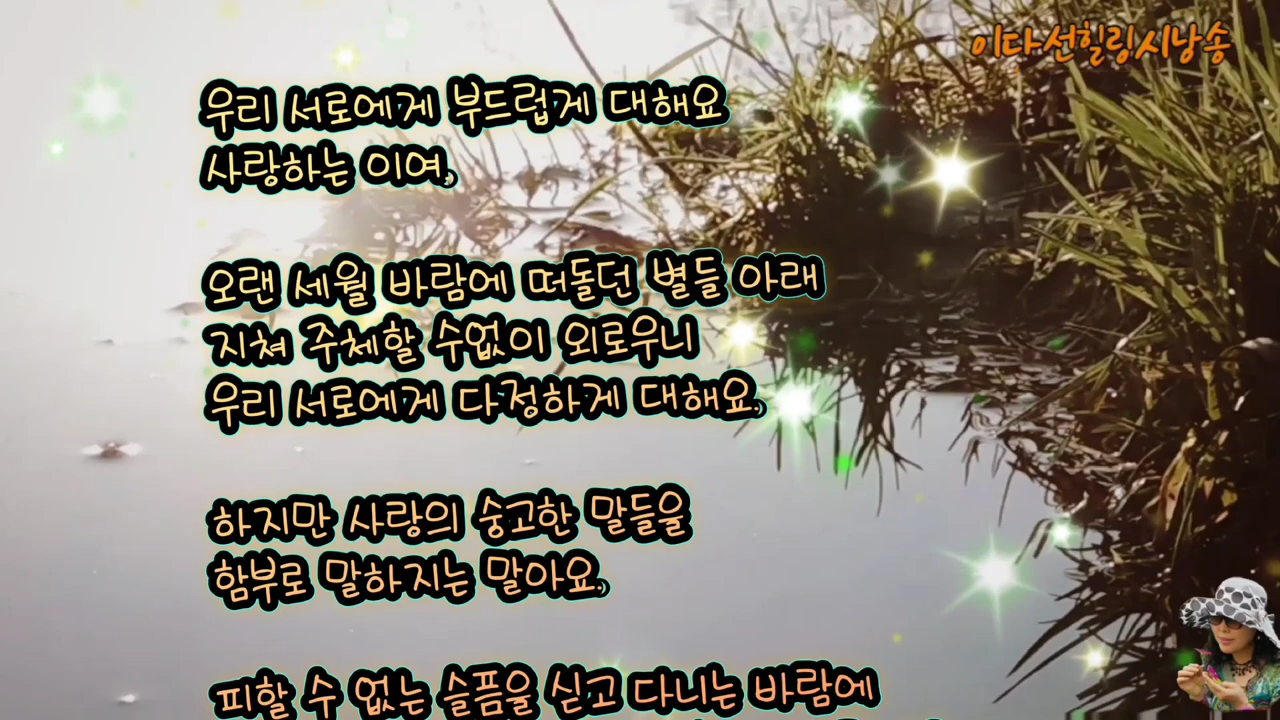 이다선힐링시낭송
우리 서로에게 부드럽게 대해요
사랑하는 이여,
오랜 세월 바람에 떠돌던 별들 아래
지쳐 주체할 수없이 외로우니
우리 서로에게 다정하게 대해요,
하지만 사랑의 숭고한 말들을
함부로 말하지는 말아요,
피할 수 없는 슬픔을 싣고 다니는 바람에